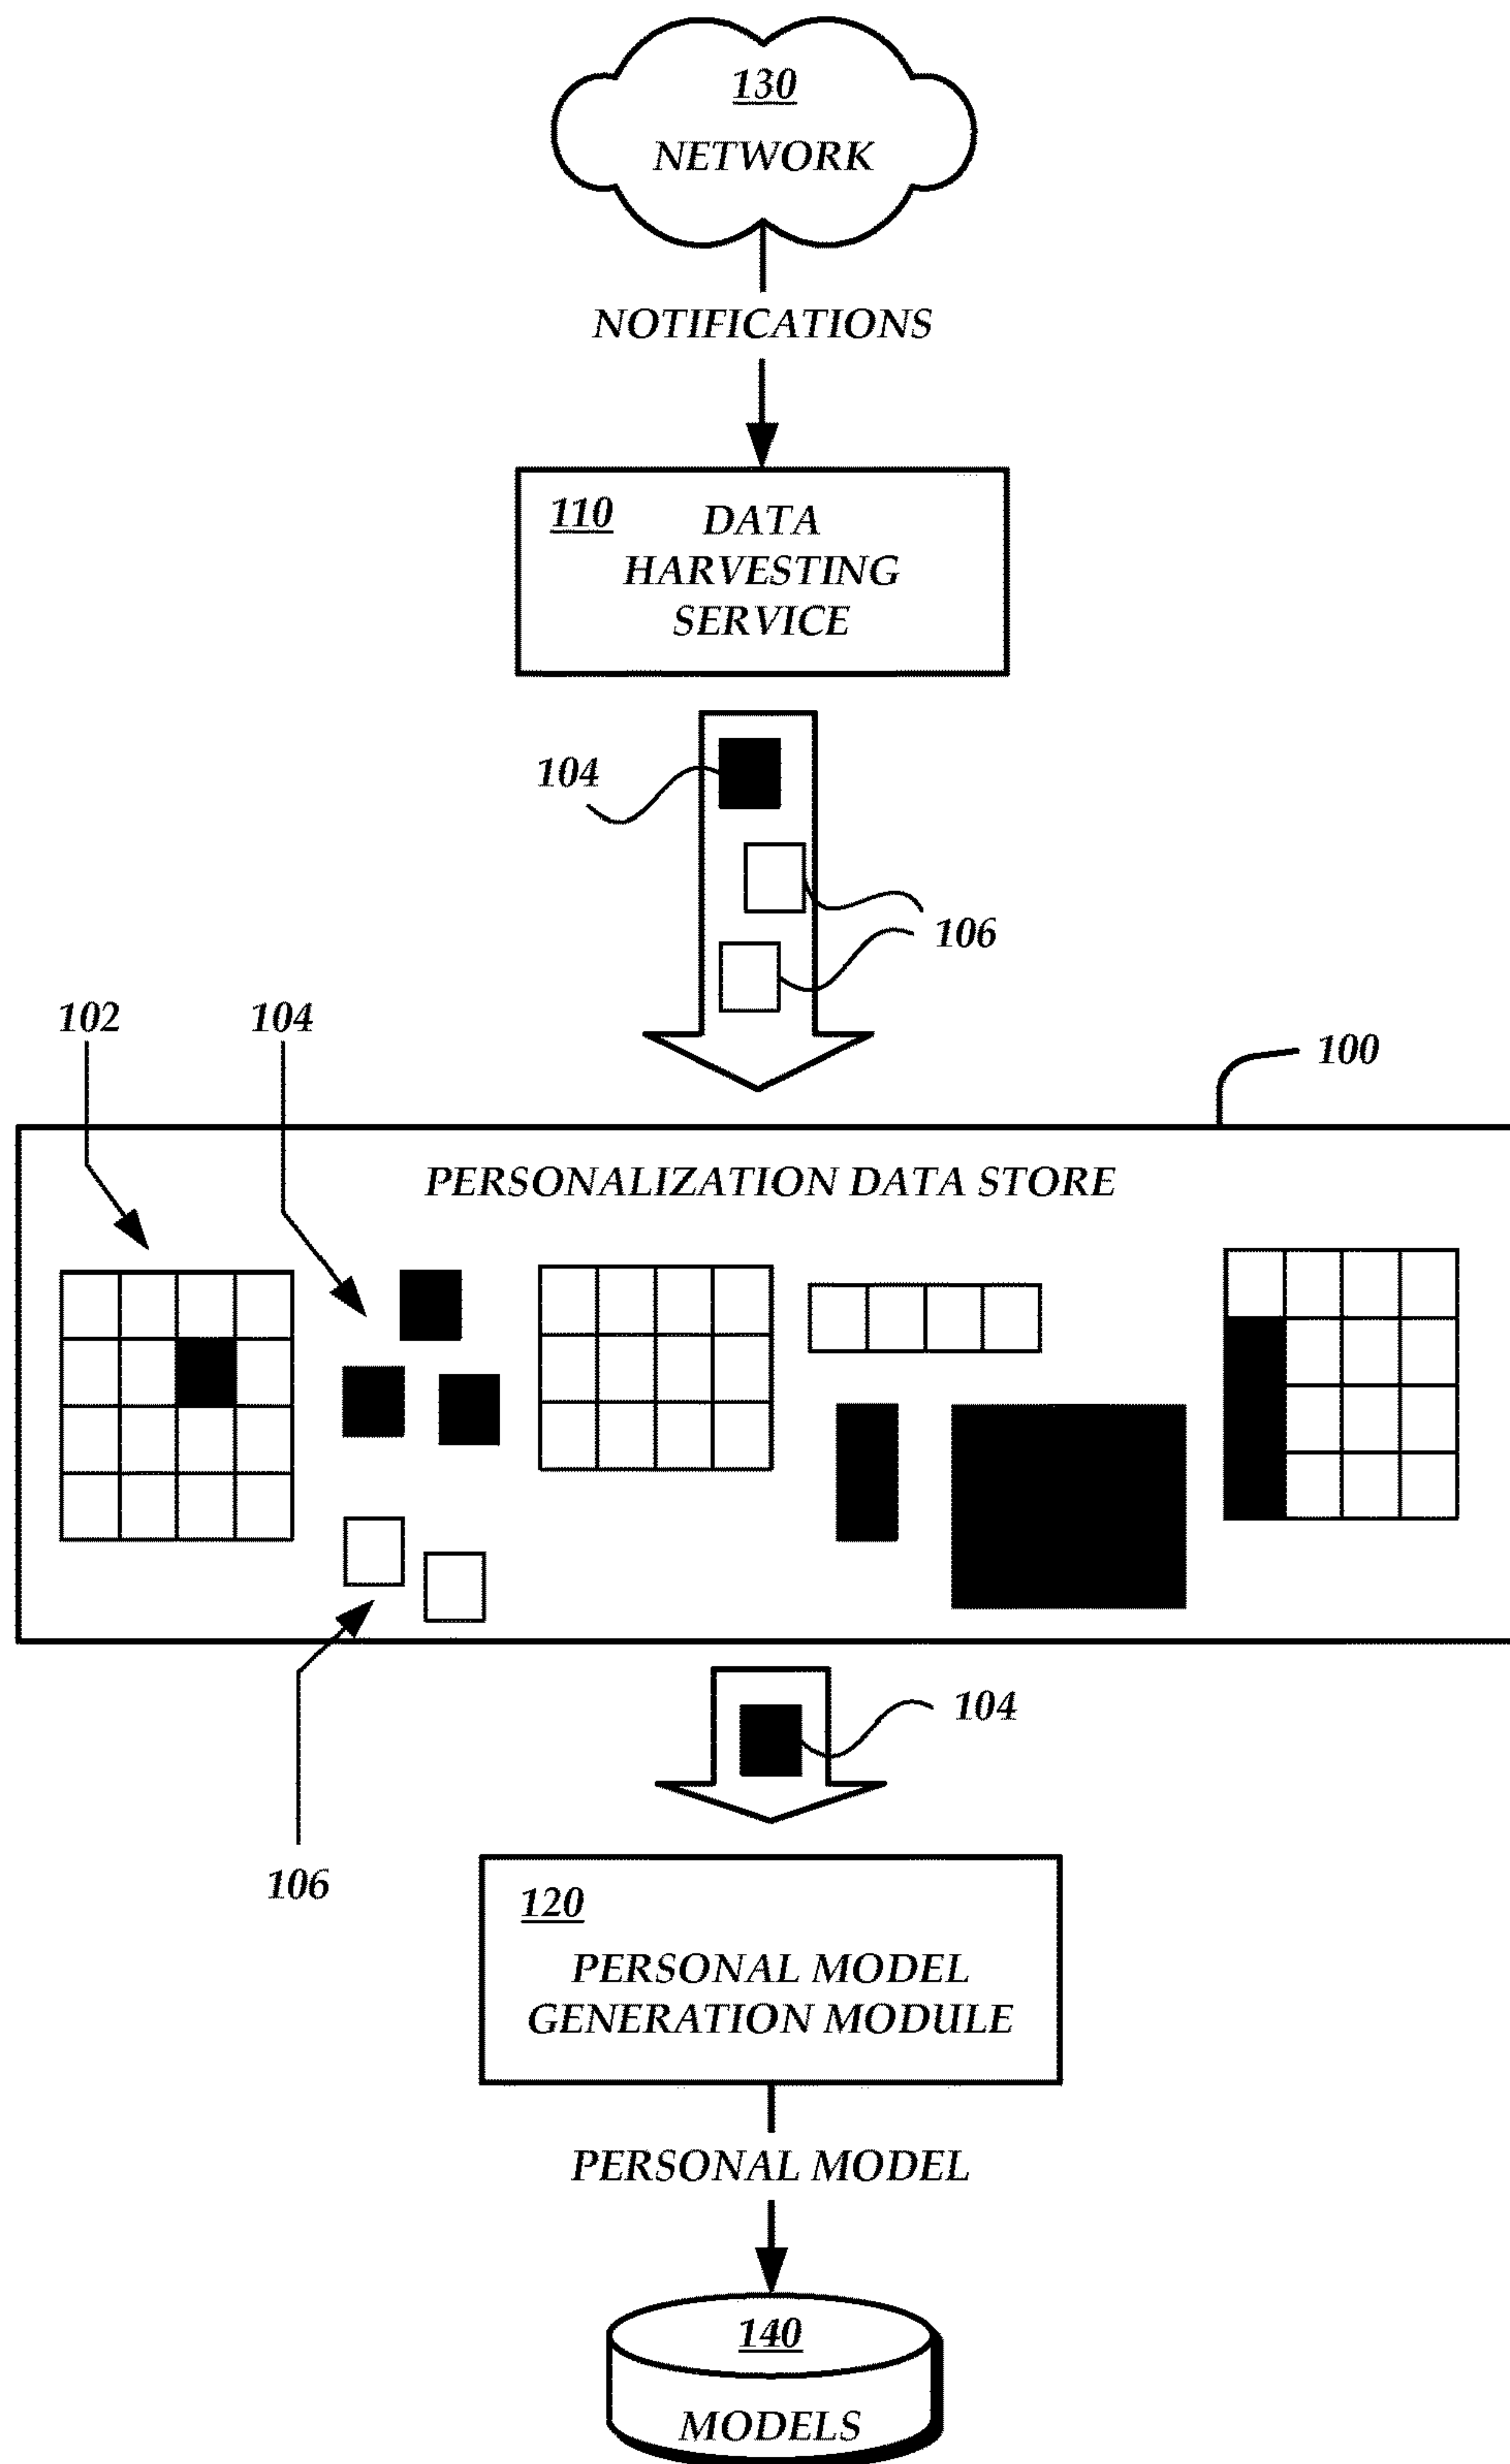 130
NETWORK
NOTIFICATIONS
110 DATA
HARVESTING
SERVICE
104
106
102 104
100
PERSONALIZATION DATA STORE
104
106
120
PERSONAL MODEL
GENERATION MODULE
PERSONAL MODEL
140
MODELS